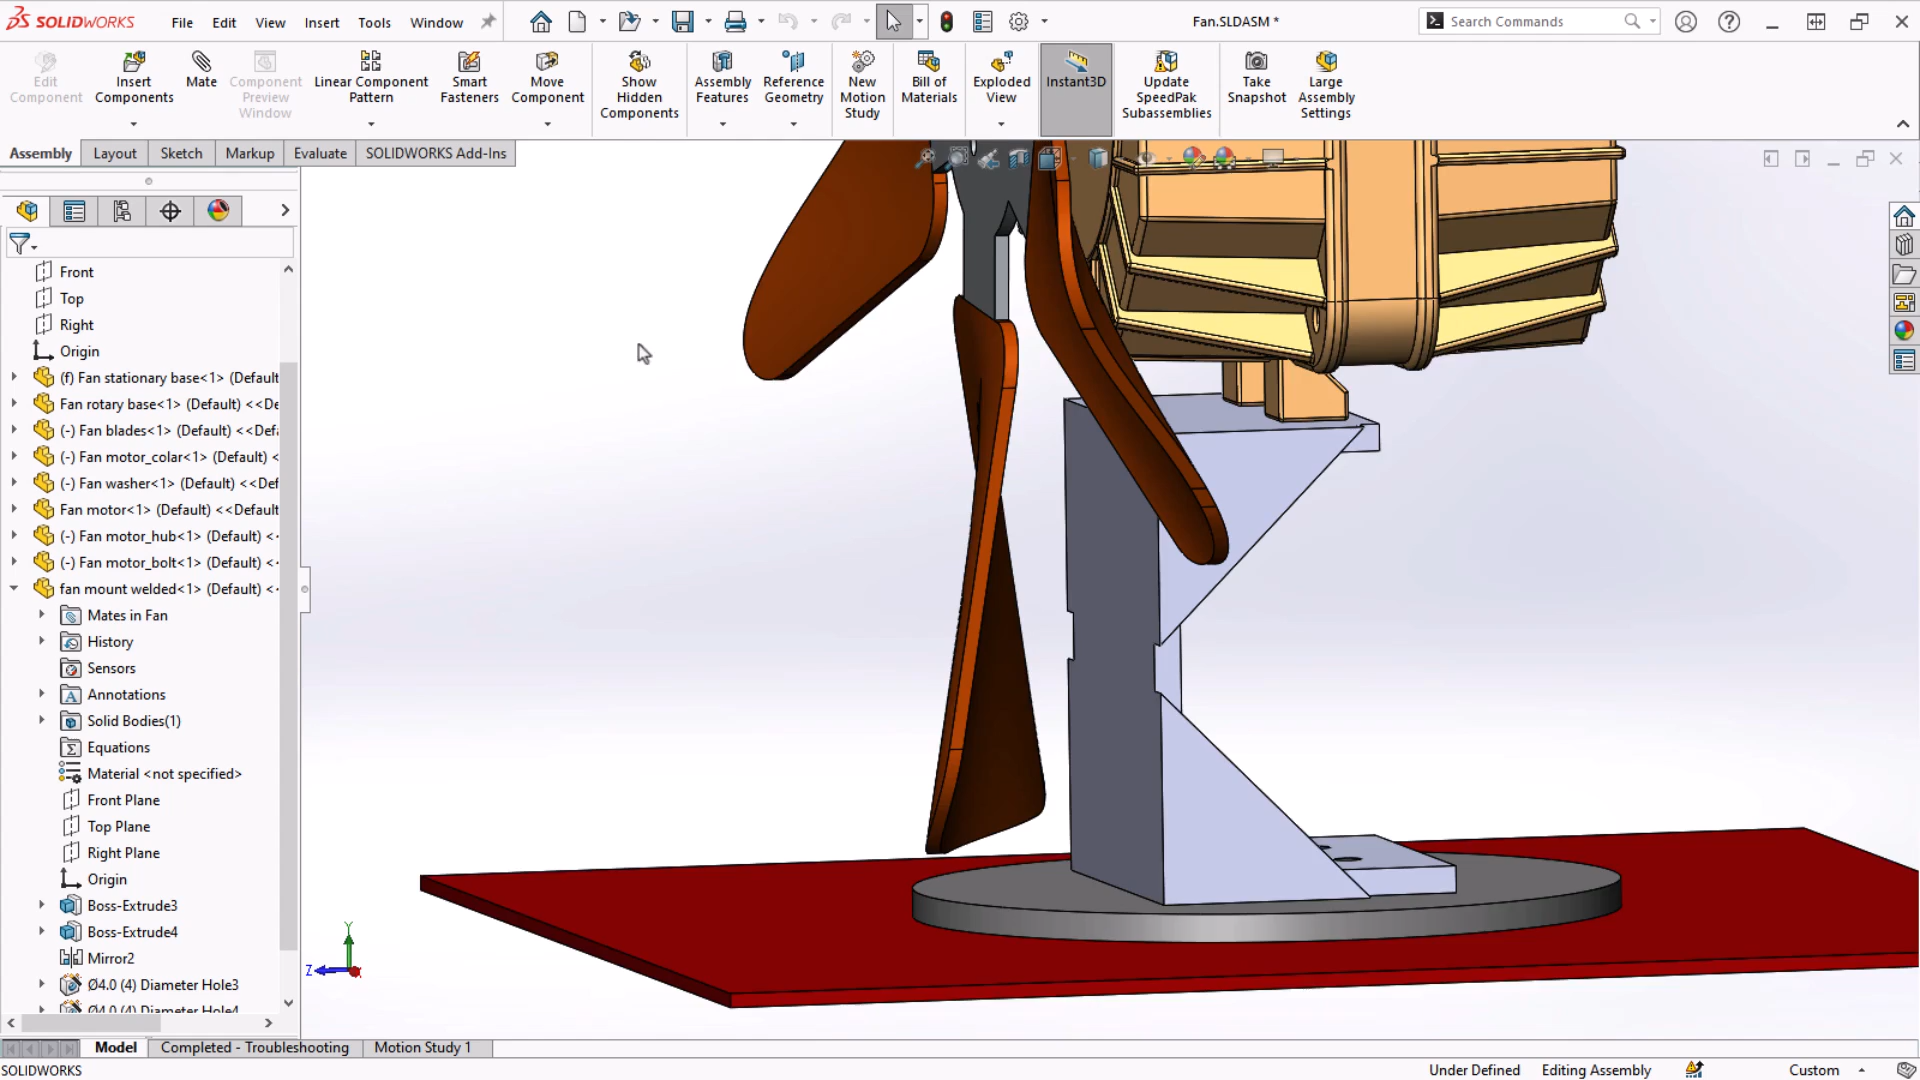 SOLIDWORKS File Edit View Insert Tools Window Fan.SLDASM * Search Commands
Edit Component
Insert Components
Mate
Component Preview Window
Linear Component Pattern
Smart Fasteners
Move Component
Show Hidden Components
Assembly Features
Reference Geometry
New Motion Study
Bill of Materials
Exploded View
Instant3D
Update SpeedPak Subassemblies
Take Snapshot
Large Assembly Settings
Assembly Layout Sketch Markup Evaluate SOLIDWORKS Add-Ins
Front
Top
Right
Origin
(f) Fan stationary base<1> (Default
Fan rotary base<1> (Default) <<De
(-) Fan blades<1> (Default) <<Def
(-) Fan motor_colar<1> (Default) <
(-) Fan washer<1> (Default) <<Def
Fan motor<1> (Default) <<Default
(-) Fan motor_hub<1> (Default) <
(-) Fan motor_bolt<1> (Default) <
fan mount welded<1> (Default) <
Mates in Fan
History
Sensors
Annotations
Solid Bodies(1)
Equations
Material <not specified>
Front Plane
Top Plane
Right Plane
Origin
Boss-Extrude3
Boss-Extrude4
Mirror2
Ø4.0 (4) Diameter Hole3
Ø4.0 (4) Diameter Hole4
Y
Z
Model Completed - Troubleshooting Motion Study 1
SOLIDWORKS Under Defined Editing Assembly Custom